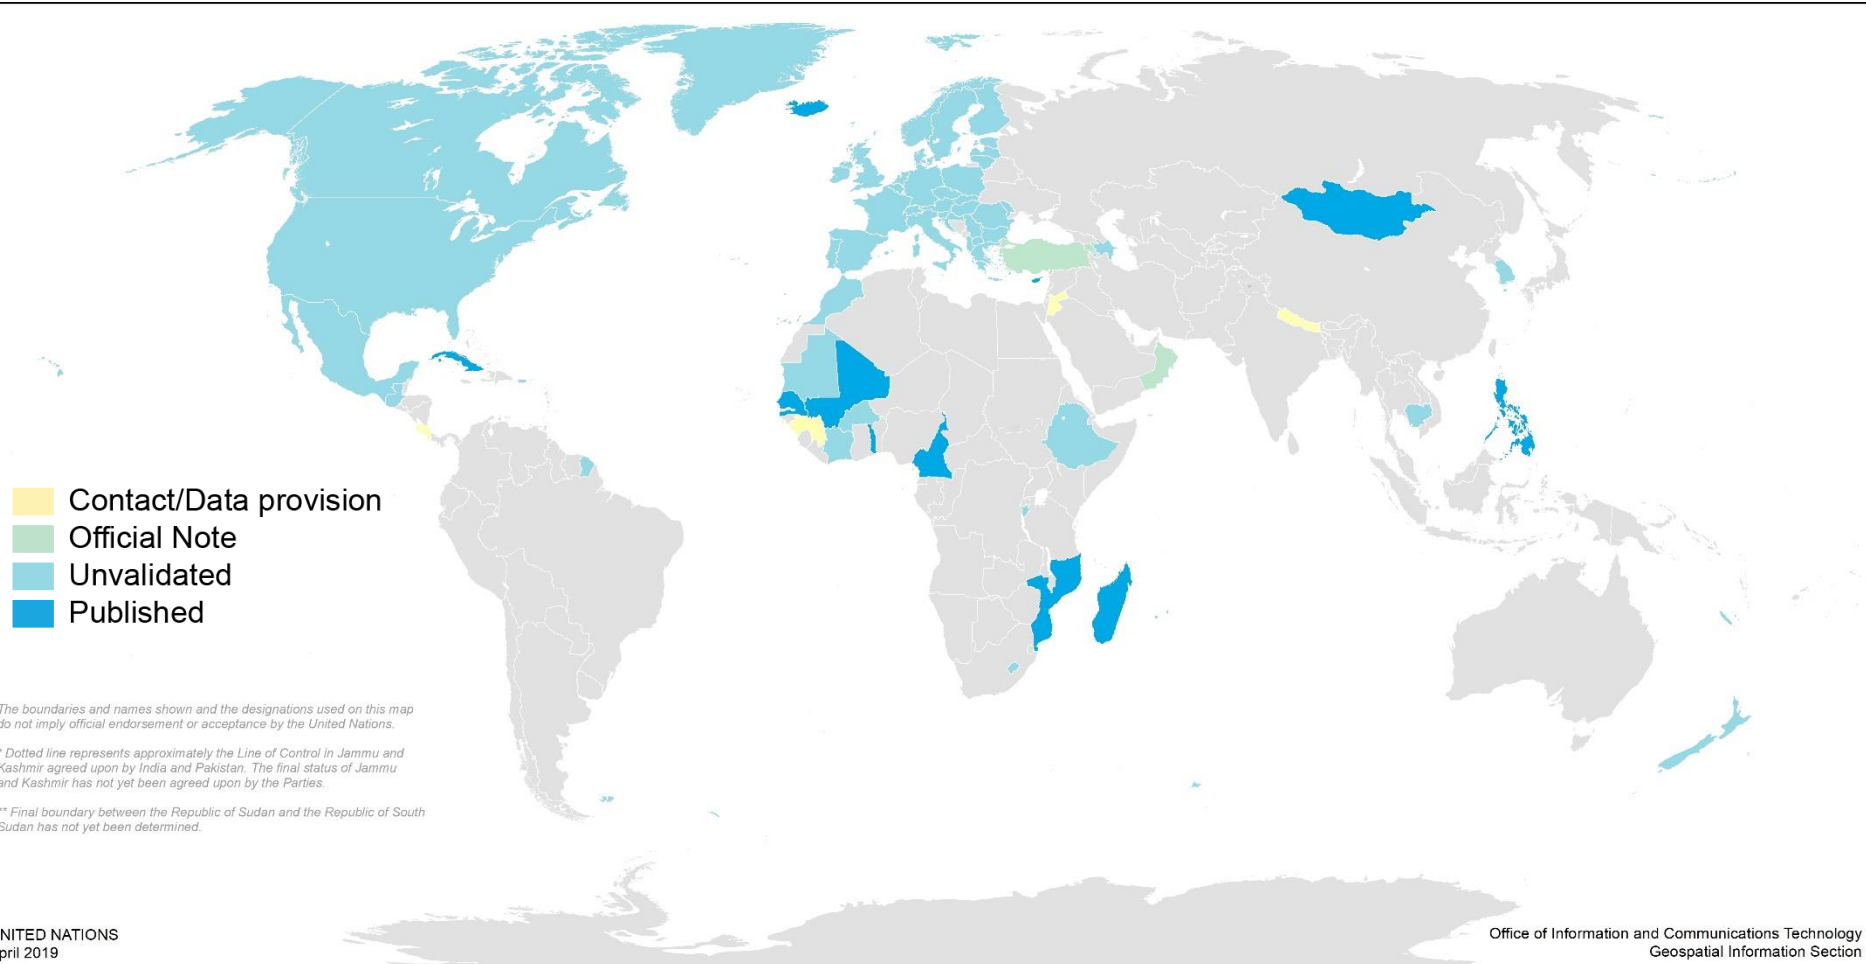 Contact/Data provision
Official Note
Unvalidated
Published
The boundaries and names shown and the designations used on this map
do not imply official endorsement or acceptance by the United Nations.
* Dotted line represents approximately the Line of Control in Jammu and
Kashmir agreed upon by India and Pakistan. The final status of Jammu
and Kashmir has not yet been agreed upon by the Parties.
** Final boundary between the Republic of Sudan and the Republic of South
Sudan has not yet been determined.
NITED NATIONS
pril 2019
Office of Information and Communications Technology
Geospatial Information Section